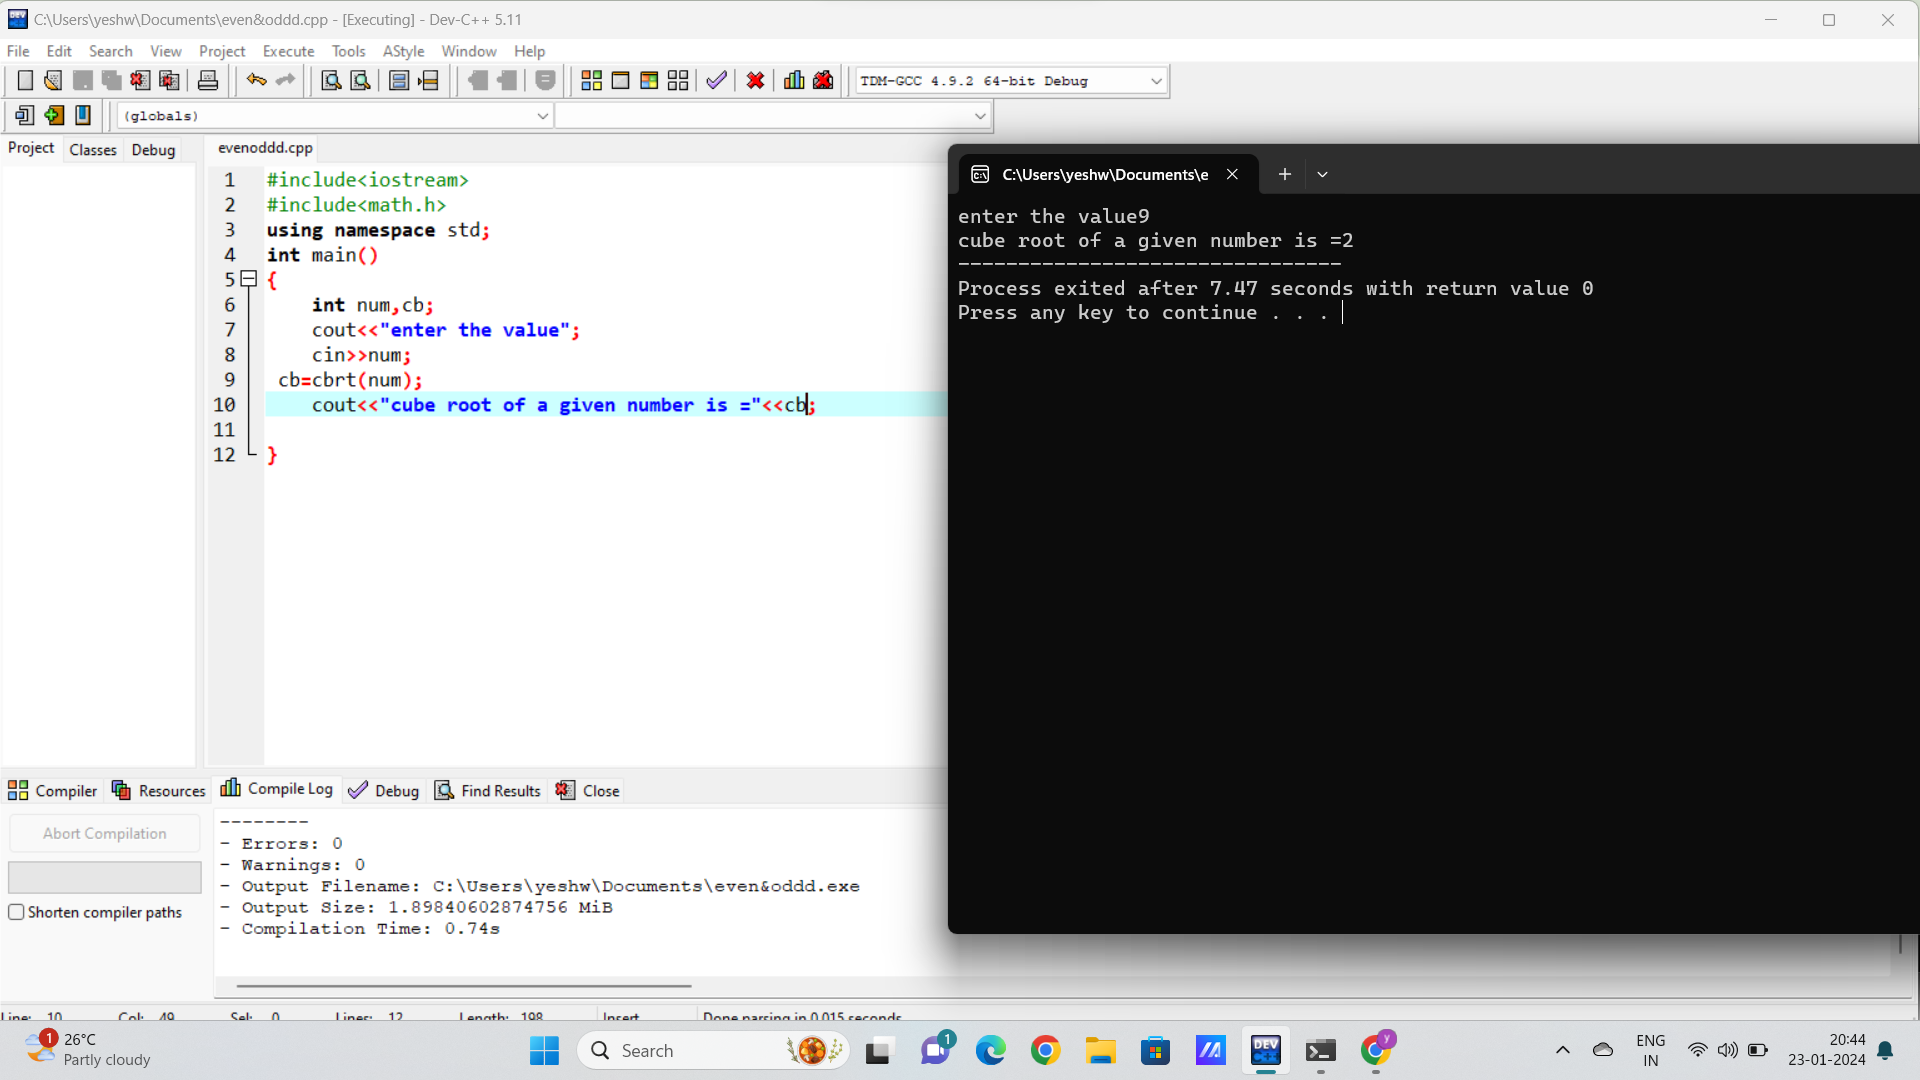 C:\Users\yeshw\Documents\even&oddd.cpp - [Executing] - Dev-C++ 5.11
File Edit Search View Project Execute Tools AStyle Window Help
TDM-GCC 4.9.2 64-bit Debug
(globals)
Project Classes Debug
evenoddd.cpp
1 #include<iostream>
2 #include<math.h>
3 using namespace std;
4 int main()
5 {
6 int num,cb;
7 cout<<"enter the value";
8 cin>>num;
9 cb=cbrt(num);
10 cout<<"cube root of a given number is ="<<cb;
11
12 }
C:\Users\yeshw\Documents\e
enter the value9
cube root of a given number is =2
--------------------------------
Process exited after 7.47 seconds with return value 0
Press any key to continue . . .
Compiler Resources Compile Log Debug Find Results Close
Abort Compilation
Shorten compiler paths
--------
- Errors: 0
- Warnings: 0
- Output Filename: C:\Users\yeshw\Documents\even&oddd.exe
- Output Size: 1.89840602874756 MiB
- Compilation Time: 0.74s
Line: 10 Col: 49 Sel: 0 Lines: 12 Length: 198 Insert Done parsing in 0.015 seconds
1
26°C
Partly cloudy
Search
1
DEV
C++
y
ENG
IN
20:44
23-01-2024